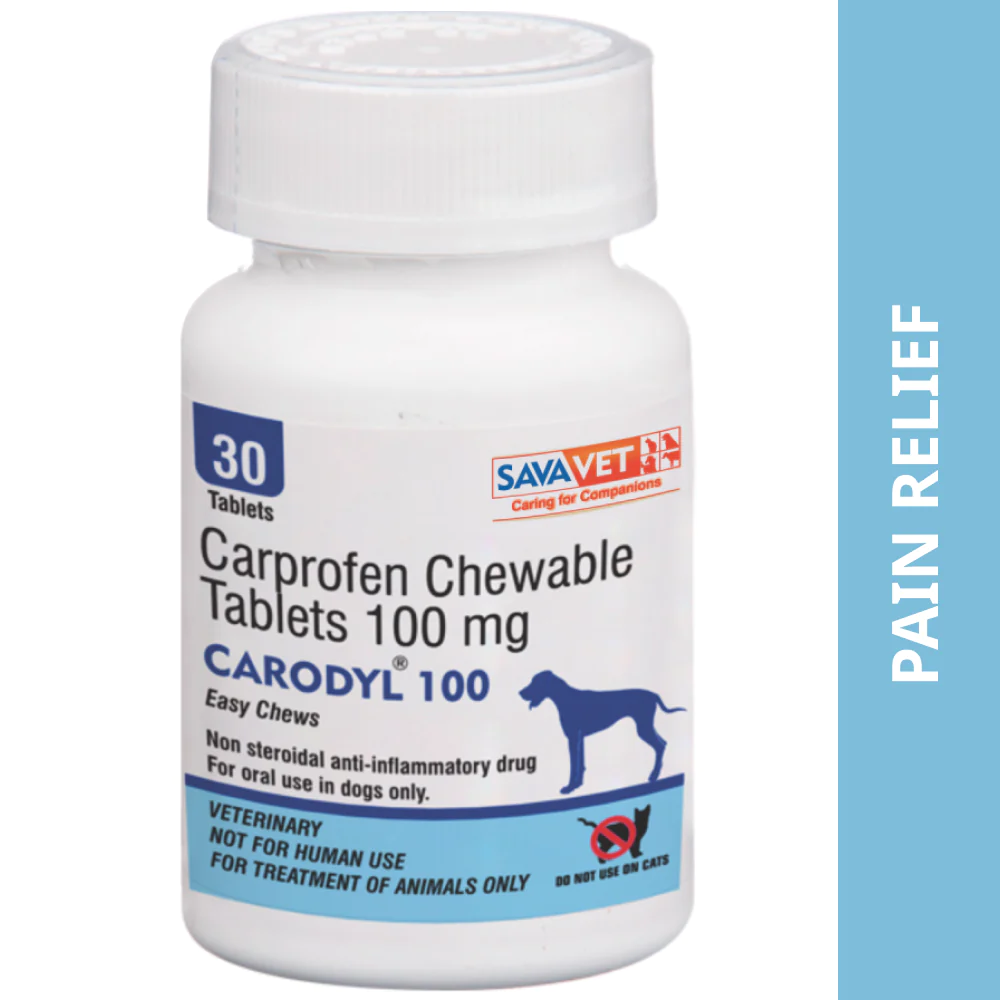 30
Tablets
SAVAVET
Caring for Companions
Carprofen Chewable
Tablets 100 mg
CARODYL® 100
Easy Chews
Non steroidal anti-inflammatory drug
For oral use in dogs only.
VETERINARY
NOT FOR HUMAN USE
FOR TREATMENT OF ANIMALS ONLY
DO NOT USE ON CATS
PAIN RELIEF